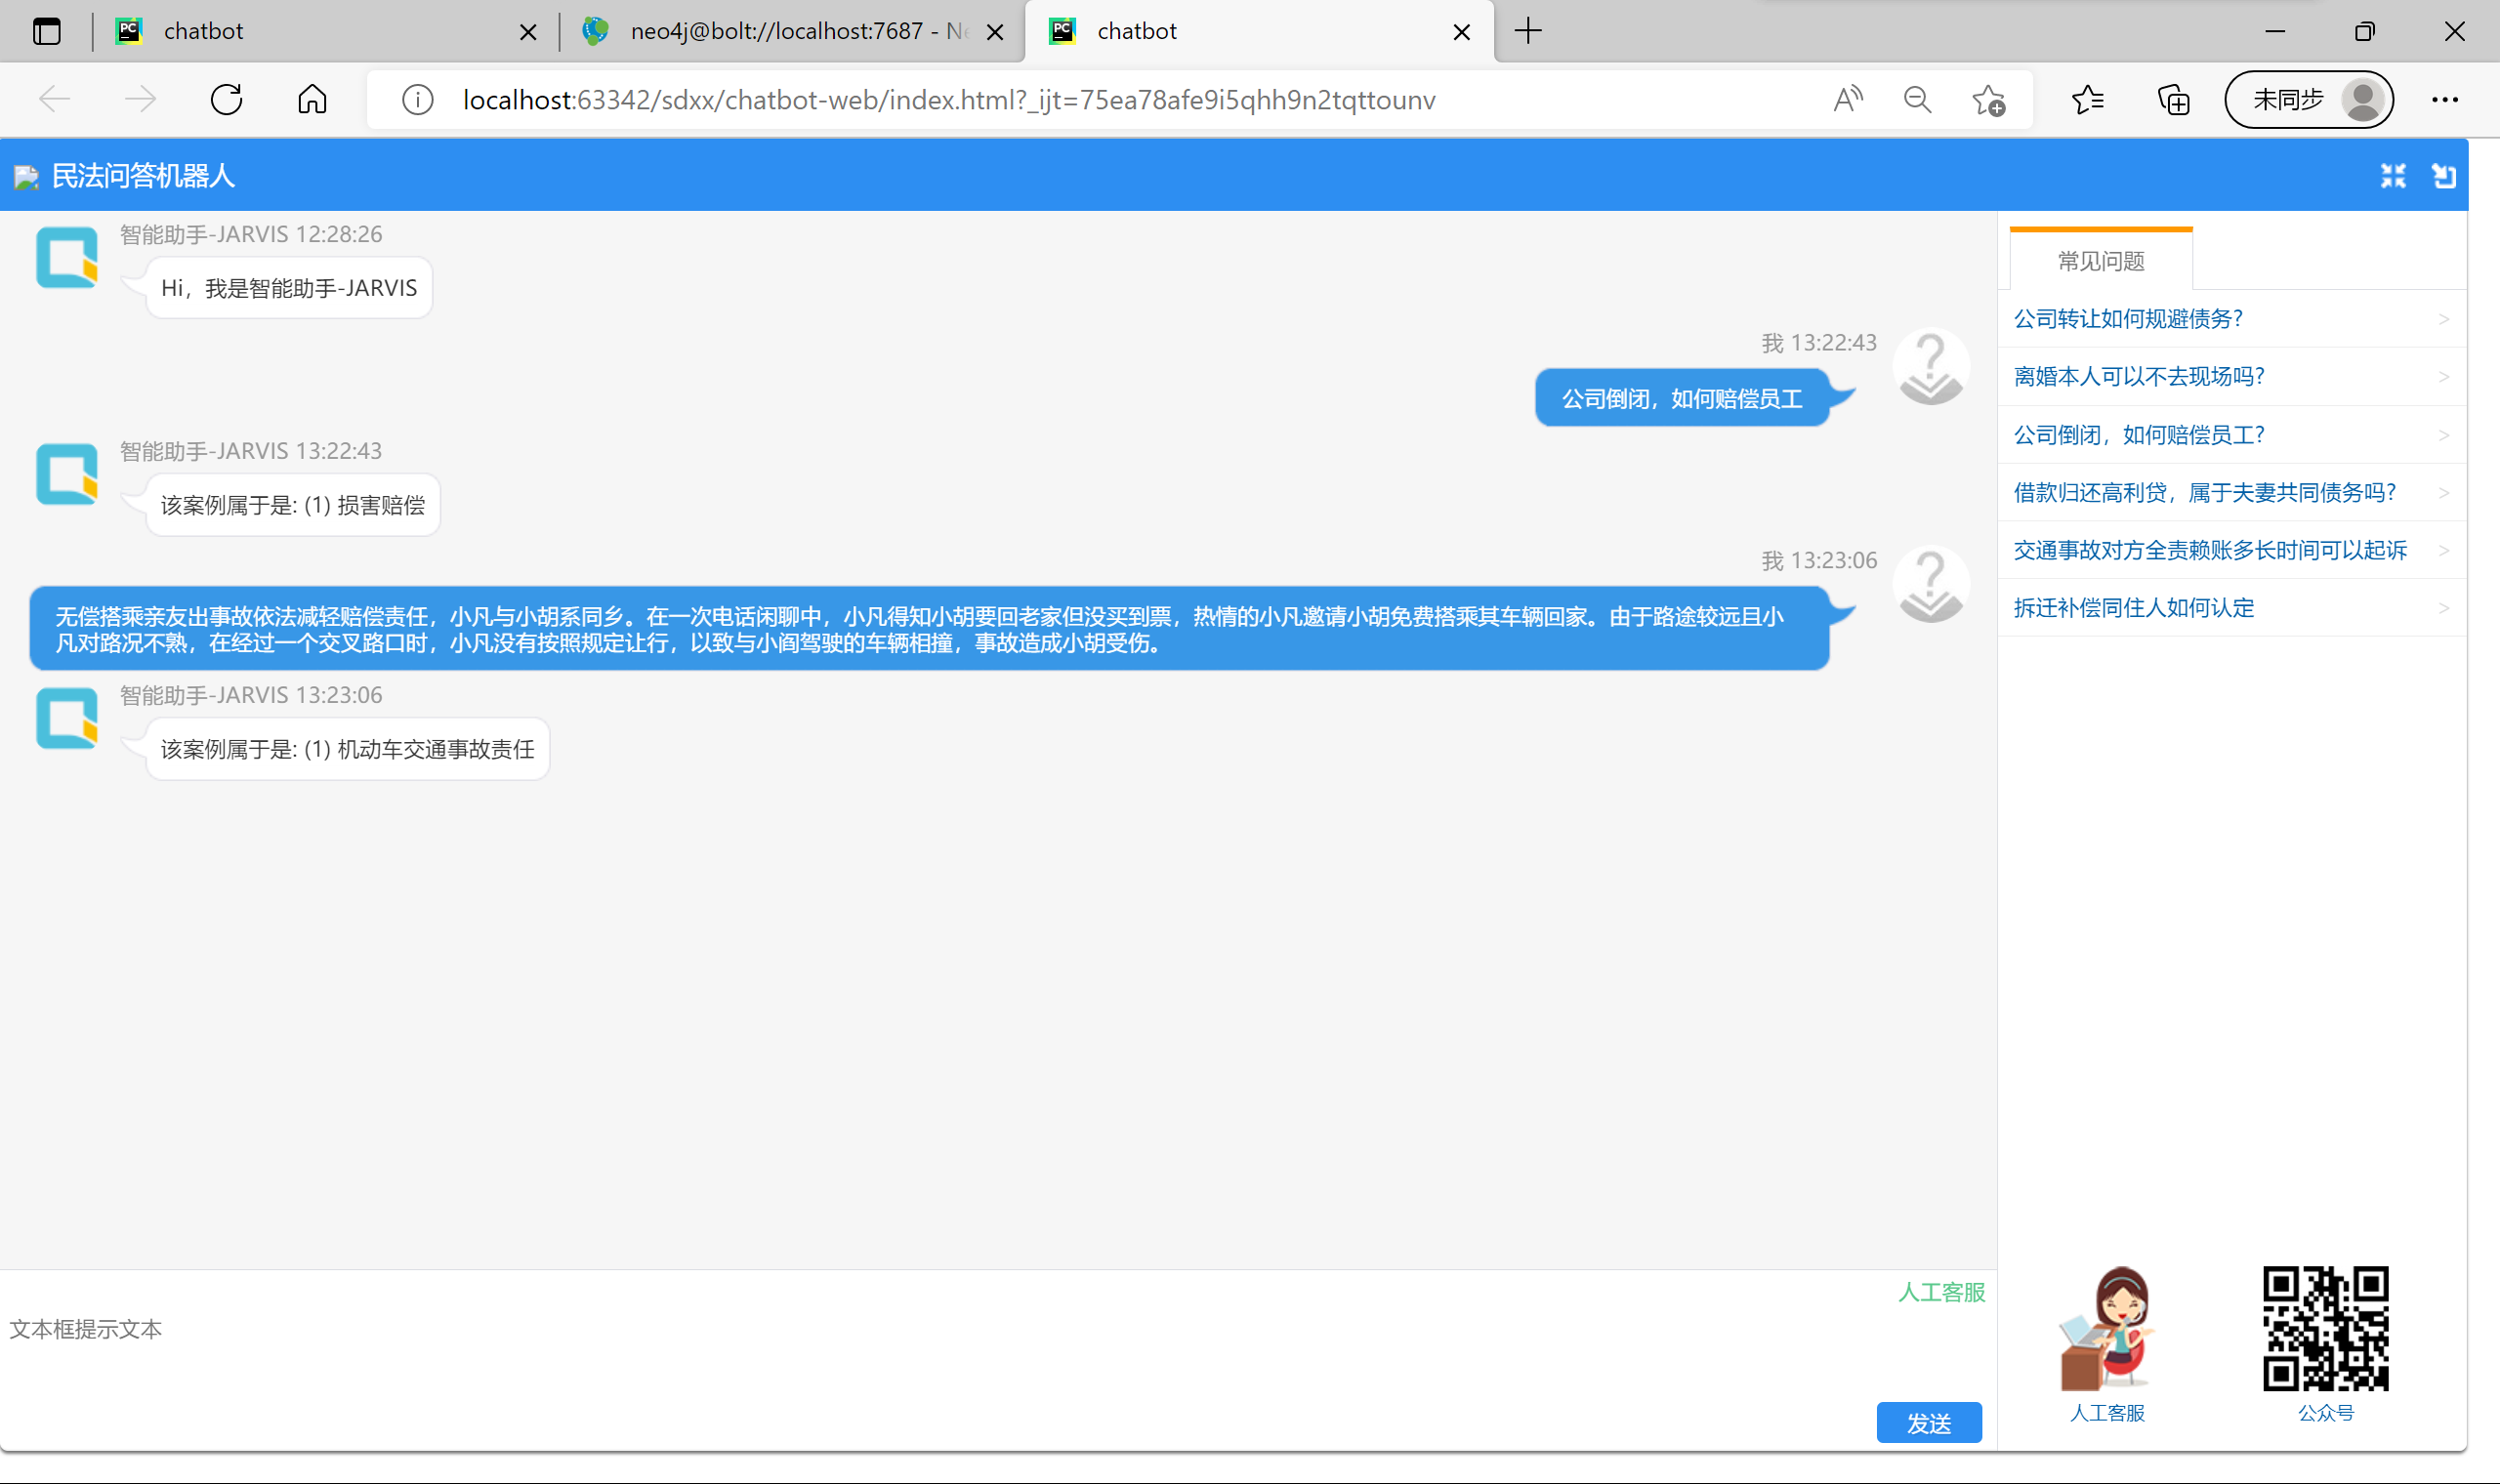 chatbot
neo4j@bolt://localhost:7687 - Ne
chatbot
localhost:63342/sdxx/chatbot-web/index.html?_ijt=75ea78afe9i5qhh9n2tqttounv
未同步
民法问答机器人
智能助手-JARVIS 12:28:26
Hi，我是智能助手-JARVIS
我 13:22:43
公司倒闭，如何赔偿员工
智能助手-JARVIS 13:22:43
该案例属于是: (1) 损害赔偿
我 13:23:06
无偿搭乘亲友出事故依法减轻赔偿责任，小凡与小胡系同乡。在一次电话闲聊中，小凡得知小胡要回老家但没买到票，热情的小凡邀请小胡免费搭乘其车辆回家。由于路途较远且小
凡对路况不熟，在经过一个交叉路口时，小凡没有按照规定让行，以致与小阎驾驶的车辆相撞，事故造成小胡受伤。
智能助手-JARVIS 13:23:06
该案例属于是: (1) 机动车交通事故责任
常见问题
公司转让如何规避债务?
离婚本人可以不去现场吗?
公司倒闭，如何赔偿员工?
借款归还高利贷，属于夫妻共同债务吗?
交通事故对方全责赖账多长时间可以起诉
拆迁补偿同住人如何认定
人工客服
文本框提示文本
发送
人工客服
公众号